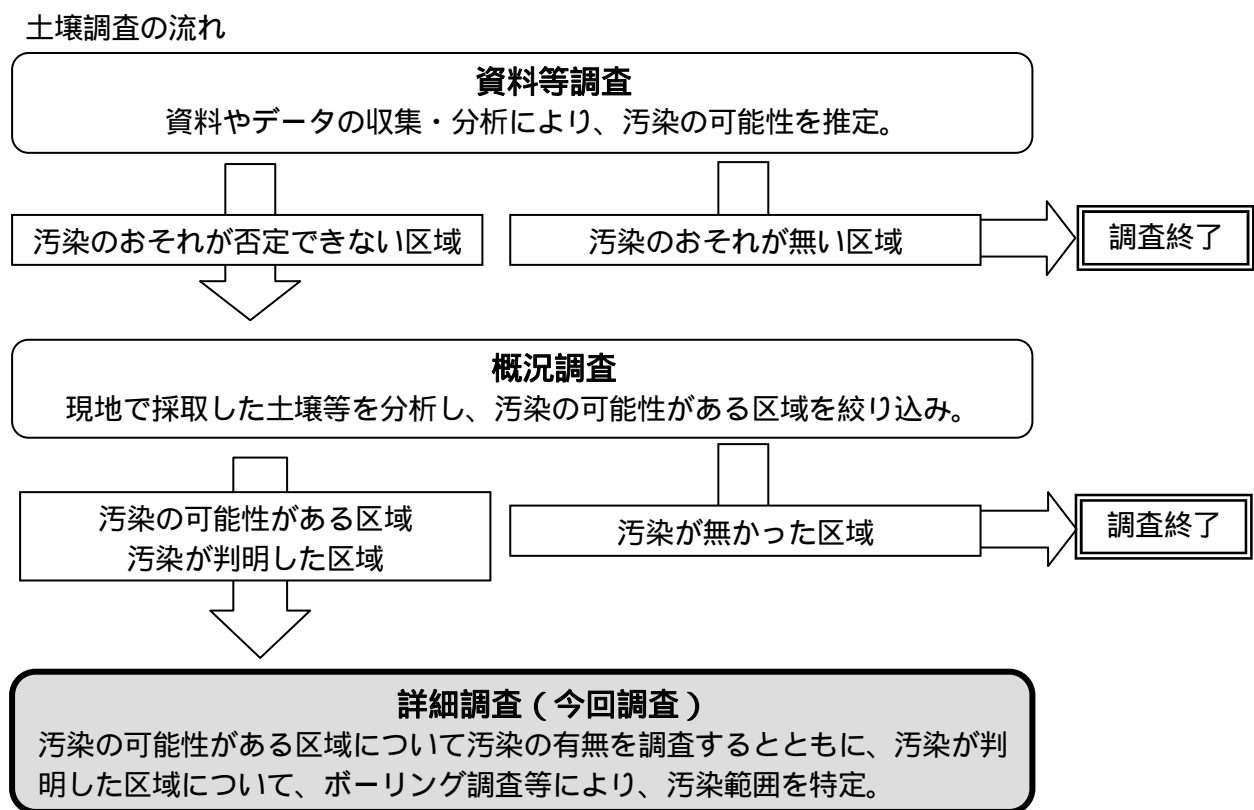 土壌調査の流れ
資料等調査
資料やデータの収集・分析により、汚染の可能性を推定。
汚染のおそれが否定できない区域
汚染のおそれが無い区域
調査終了
概況調査
現地で採取した土壌等を分析し、汚染の可能性がある区域を絞り込み。
汚染の可能性がある区域
汚染が判明した区域
汚染が無かった区域
調査終了
詳細調査(今回調査)
汚染の可能性がある区域について汚染の有無を調査するとともに、汚染が判
明した区域について、ボーリング調査等により、汚染範囲を特定。